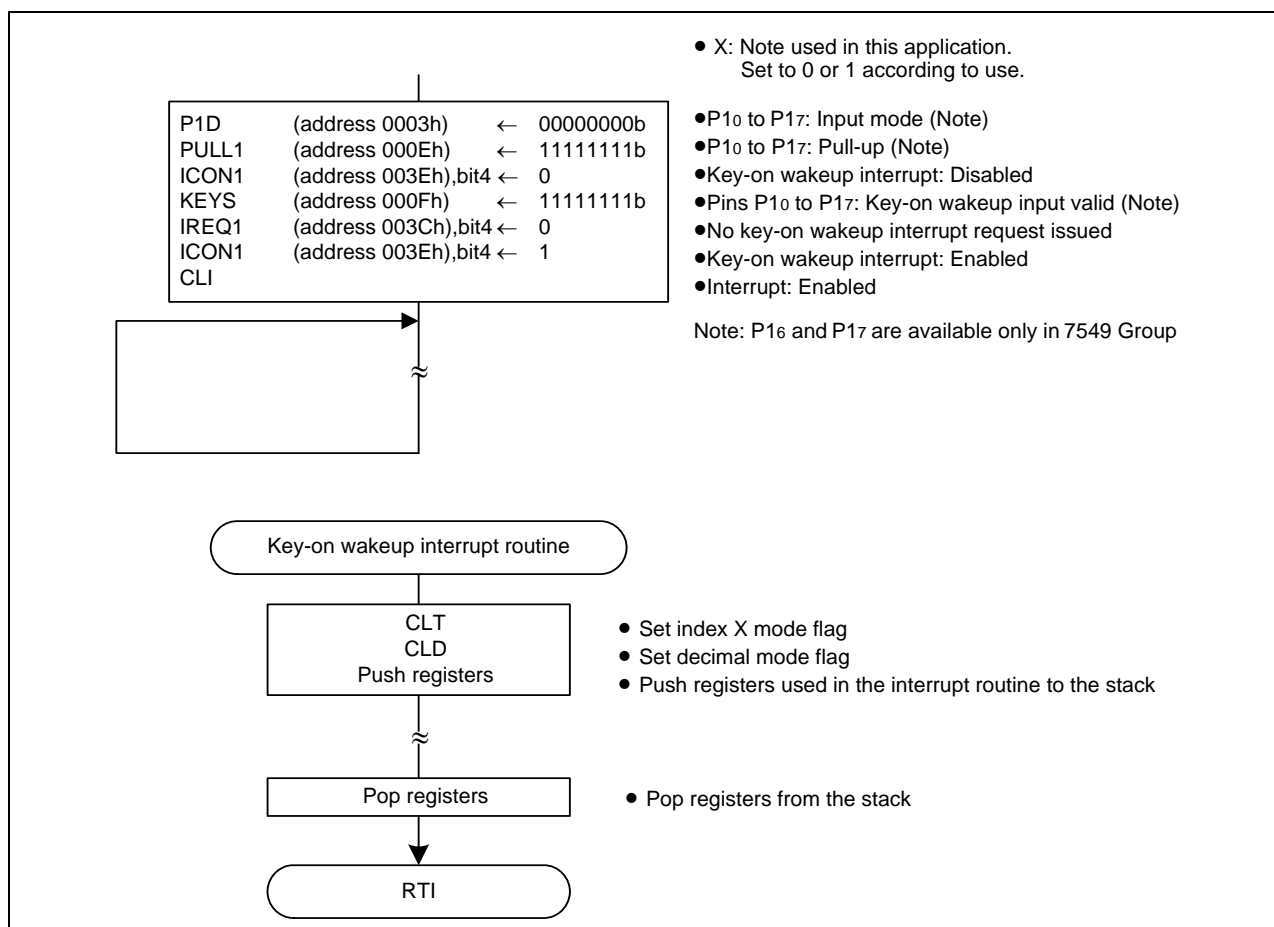 ● X: Note used in this application.
Set to 0 or 1 according to use.
P1D (address 0003h) ← 00000000b
PULL1 (address 000Eh) ← 11111111b
ICON1 (address 003Eh),bit4 ← 0
KEYS (address 000Fh) ← 11111111b
IREQ1 (address 003Ch),bit4 ← 0
ICON1 (address 003Eh),bit4 ← 1
CLI
●P10 to P17: Input mode (Note)
●P10 to P17: Pull-up (Note)
●Key-on wakeup interrupt: Disabled
●Pins P10 to P17: Key-on wakeup input valid (Note)
●No key-on wakeup interrupt request issued
●Key-on wakeup interrupt: Enabled
●Interrupt: Enabled
Note: P16 and P17 are available only in 7549 Group
Key-on wakeup interrupt routine
CLT
CLD
Push registers
● Set index X mode flag
● Set decimal mode flag
● Push registers used in the interrupt routine to the stack
Pop registers
● Pop registers from the stack
RTI